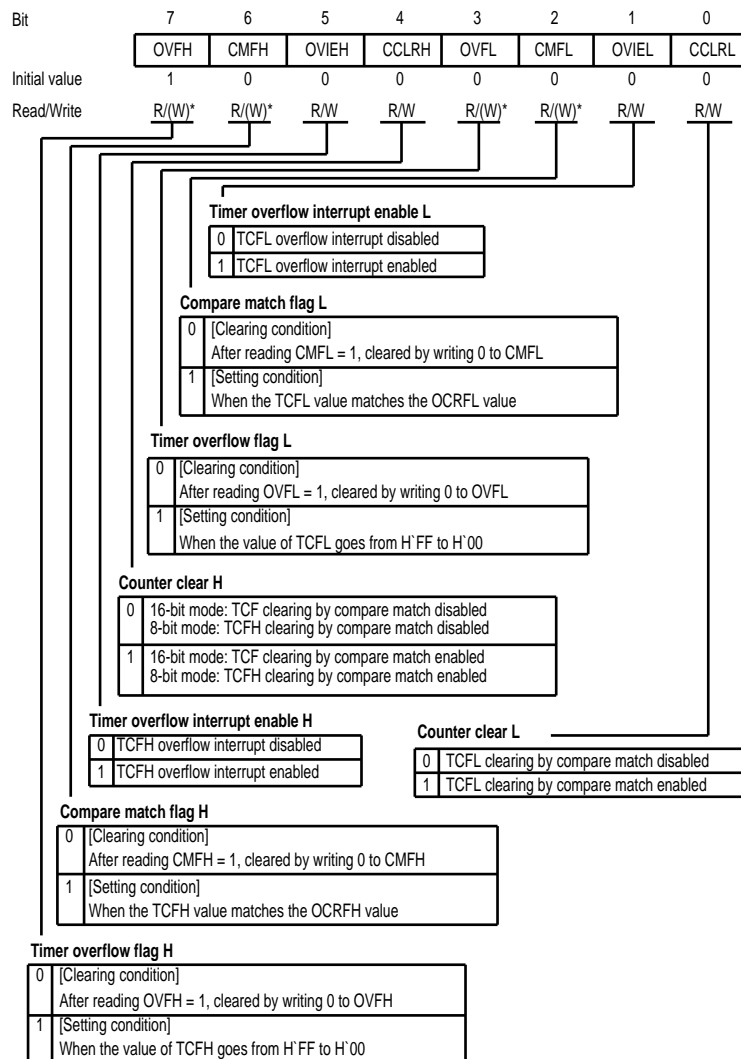 Bit 7 6 5 4 3 2 1 0
OVFH CMFH OVIEH CCLRH OVFL CMFL OVIEL CCLRL
Initial value 1 0 0 0 0 0 0 0
Read/Write R/(W)* R/(W)* R/W R/W R/(W)* R/(W)* R/W R/W
Timer overflow interrupt enable L
0 TCFL overflow interrupt disabled
1 TCFL overflow interrupt enabled
Compare match flag L
0 [Clearing condition]
After reading CMFL = 1, cleared by writing 0 to CMFL
1 [Setting condition]
When the TCFL value matches the OCRFL value
Timer overflow flag L
0 [Clearing condition]
After reading OVFL = 1, cleared by writing 0 to OVFL
1 [Setting condition]
When the value of TCFL goes from H`FF to H`00
Counter clear H
0 16-bit mode: TCF clearing by compare match disabled
8-bit mode: TCFH clearing by compare match disabled
1 16-bit mode: TCF clearing by compare match enabled
8-bit mode: TCFH clearing by compare match enabled
Timer overflow interrupt enable H
0 TCFH overflow interrupt disabled
1 TCFH overflow interrupt enabled
Counter clear L
0 TCFL clearing by compare match disabled
1 TCFL clearing by compare match enabled
Compare match flag H
0 [Clearing condition]
After reading CMFH = 1, cleared by writing 0 to CMFH
1 [Setting condition]
When the TCFH value matches the OCRFH value
Timer overflow flag H
0 [Clearing condition]
After reading OVFH = 1, cleared by writing 0 to OVFH
1 [Setting condition]
When the value of TCFH goes from H`FF to H`00